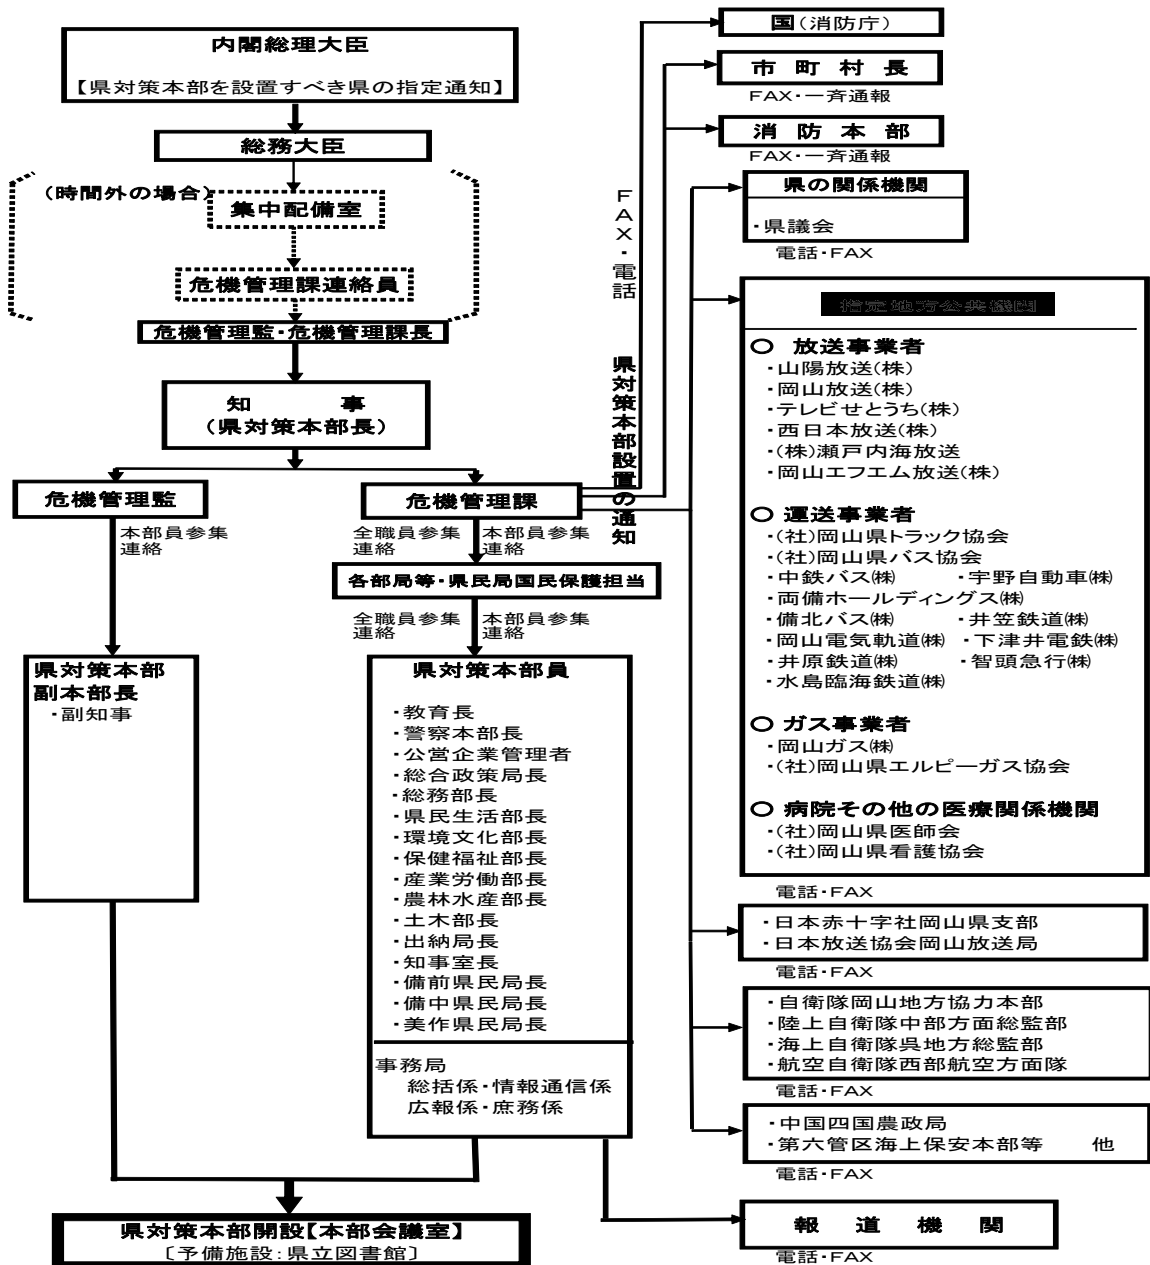 内閣総理大臣
【県対策本部を設置すべき県の指定通知】
総務大臣
(時間外の場合)
集中配備室
危機管理課連絡員
危機管理監・危機管理課長
知 事
(県対策本部長)
危機管理監
危機管理課
本部員参集
連絡
全職員参集
連絡
本部員参集
連絡
各部局等・県民局国民保護担当
全職員参集
連絡
本部員参集
連絡
県対策本部
副本部長
・副知事
県対策本部員
・教育長
・警察本部長
・公営企業管理者
・総合政策局長
・総務部長
・県民生活部長
・環境文化部長
・保健福祉部長
・産業労働部長
・農林水産部長
・土木部長
・出納局長
・知事室長
・備前県民局長
・備中県民局長
・美作県民局長
事務局
総括係・情報通信係
広報係・庶務係
県対策本部開設【本部会議室】
〔予備施設:県立図書館〕
FAX・電話
県対策本部設置の通知
国(消防庁)
市町村長
FAX・一斉通報
消防本部
FAX・一斉通報
県の関係機関
・県議会
電話・FAX
指定地方公共機関
○ 放送事業者
・山陽放送(株)
・岡山放送(株)
・テレビせとうち(株)
・西日本放送(株)
・(株)瀬戸内海放送
・岡山エフエム放送(株)
○ 運送事業者
・(社)岡山県トラック協会
・(社)岡山県バス協会
・中鉄バス㈱ ・宇野自動車㈱
・両備ホールディングス㈱
・備北バス㈱ ・井笠鉄道㈱
・岡山電気軌道㈱ ・下津井電鉄㈱
・井原鉄道㈱ ・智頭急行㈱
・水島臨海鉄道㈱
○ ガス事業者
・岡山ガス㈱
・(社)岡山県エルピーガス協会
○ 病院その他の医療関係機関
・(社)岡山県医師会
・(社)岡山県看護協会
電話・FAX
・日本赤十字社岡山県支部
・日本放送協会岡山放送局
電話・FAX
・自衛隊岡山地方協力本部
・陸上自衛隊中部方面総監部
・海上自衛隊呉地方総監部
・航空自衛隊西部航空方面隊
電話・FAX
・中国四国農政局
・第六管区海上保安本部等 他
電話・FAX
報道機関
電話・FAX